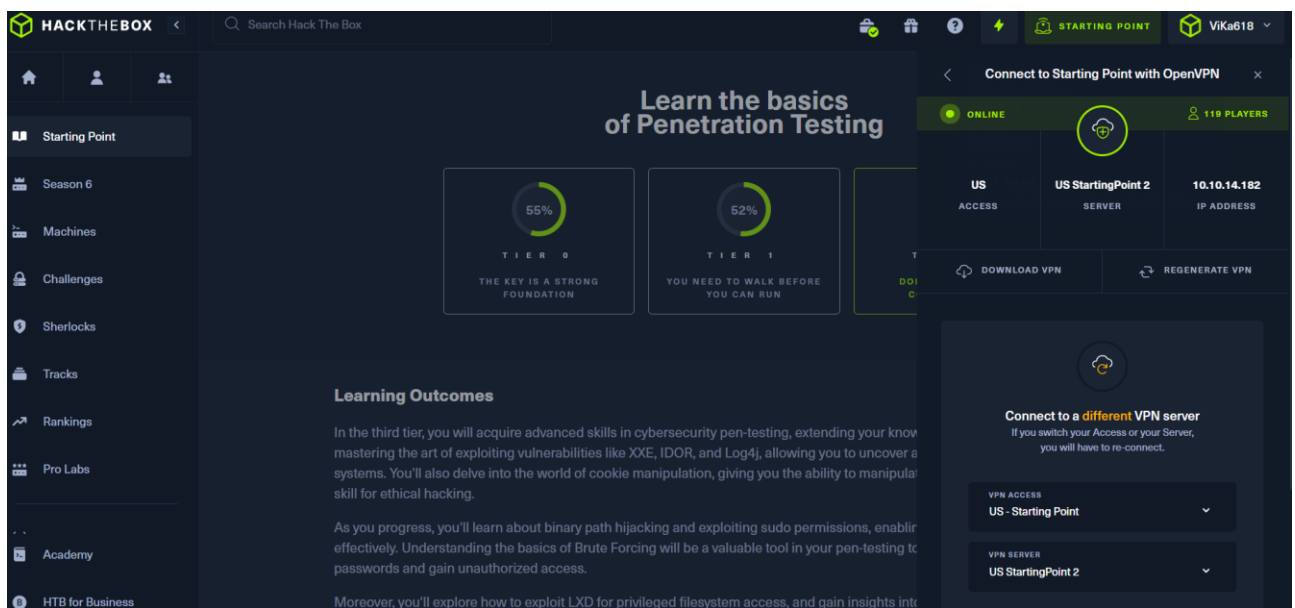 HACKTHEBOX
Search Hack The Box
STARTING POINT
ViKa618
Starting Point
Season 6
Machines
Challenges
Sherlocks
Tracks
Rankings
Pro Labs
Academy
HTB for Business
Learn the basics
of Penetration Testing
55%
TIER 0
THE KEY IS A STRONG
FOUNDATION
52%
TIER 1
YOU NEED TO WALK BEFORE
YOU CAN RUN
T
DO
C
Learning Outcomes
In the third tier, you will acquire advanced skills in cybersecurity pen-testing, extending your know
mastering the art of exploiting vulnerabilities like XXE, IDOR, and Log4j, allowing you to uncover a
systems. You'll also delve into the world of cookie manipulation, giving you the ability to manipulat
skill for ethical hacking.
As you progress, you'll learn about binary path hijacking and exploiting sudo permissions, enablin
effectively. Understanding the basics of Brute Forcing will be a valuable tool in your pen-testing to
passwords and gain unauthorized access.
Moreover, you'll explore how to exploit LXD for privileged filesystem access, and gain insights into
Connect to Starting Point with OpenVPN
ONLINE
119 PLAYERS
US
ACCESS
US StartingPoint 2
SERVER
10.10.14.182
IP ADDRESS
DOWNLOAD VPN
REGENERATE VPN
Connect to a different VPN server
If you switch your Access or your Server,
you will have to re-connect.
VPN ACCESS
US - Starting Point
VPN SERVER
US StartingPoint 2